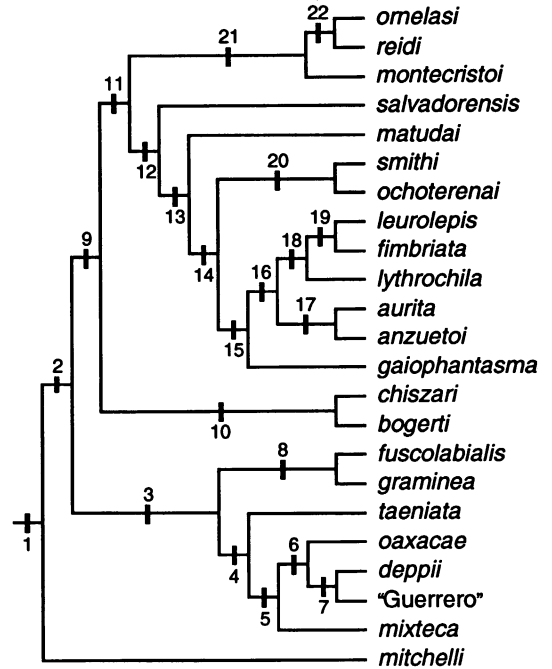 22
omelasi
reidi
21
montecristoi
11
salvadorensis
12
matudai
13
20
smithi
ochoterenai
19
leurolepis
18
fimbriata
9
14
16
lythrochila
17
aurita
anzuetoi
15
gaiophantasma
2
chiszari
10
bogerti
8
fuscolabialis
graminea
3
taeniata
1
4
6
oaxacae
deppii
7
“Guerrero”
5
mixteca
mitchelli